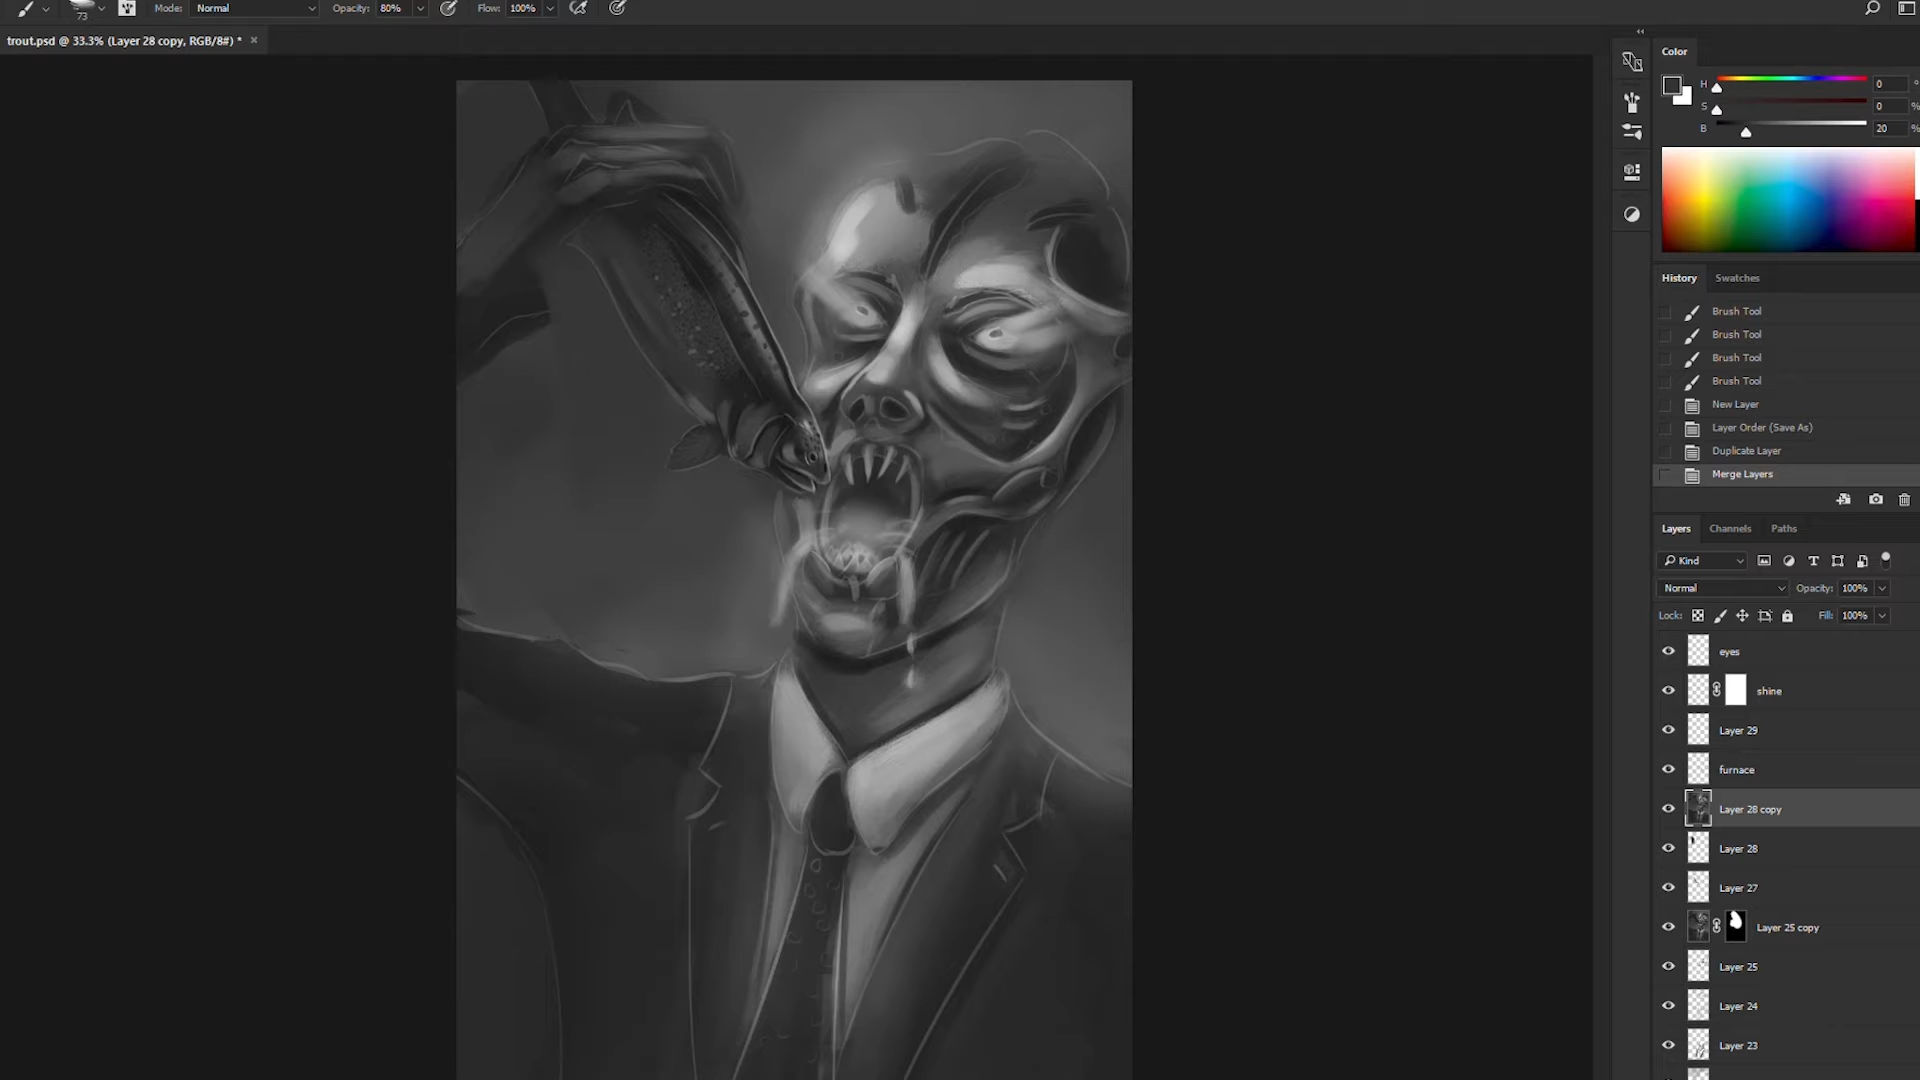 73
Mode: Normal
Opacity: 80%
Flow: 100%
trout.psd @ 33.3% (Layer 28 copy, RGB/8#) *
Color
H 0 °
S 0 %
B 20 %
History Swatches
Brush Tool
Brush Tool
Brush Tool
Brush Tool
New Layer
Layer Order (Save As)
Duplicate Layer
Merge Layers
Layers Channels Paths
Kind
Normal Opacity: 100%
Lock: Fill: 100%
eyes
shine
Layer 29
furnace
Layer 28 copy
Layer 28
Layer 27
Layer 25 copy
Layer 25
Layer 24
Layer 23